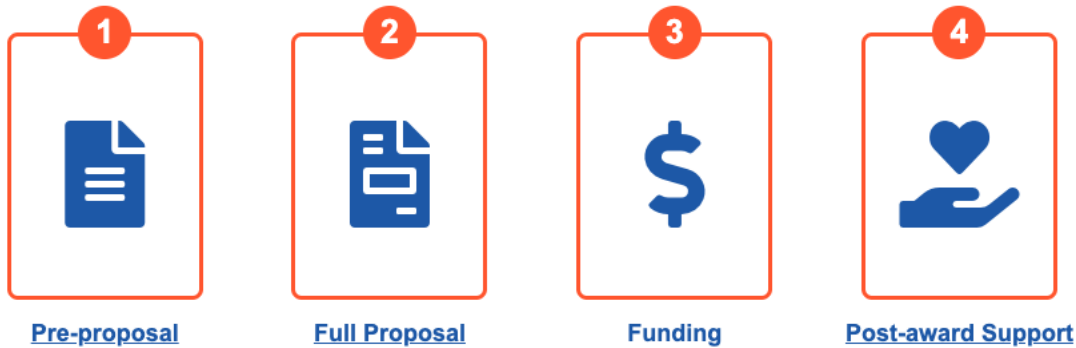 1
2
3
4
Pre-proposal
Full Proposal
Funding
Post-award Support